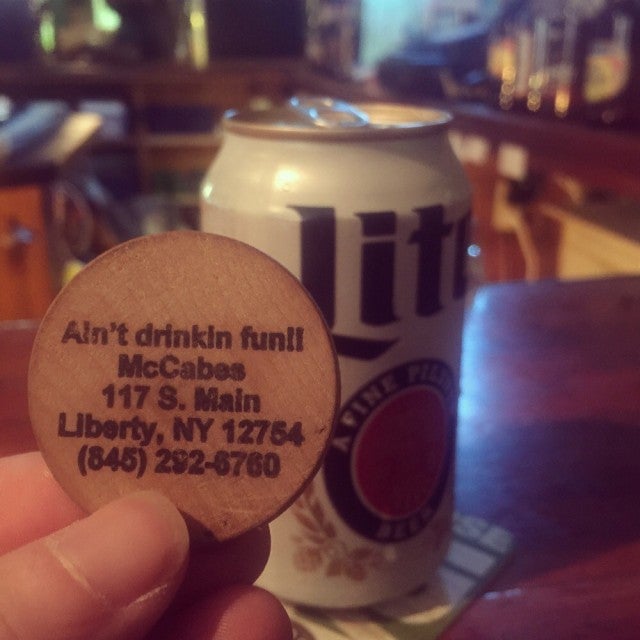 Ain't drinkin fun!!
McCabes
117 S. Main
Liberty, NY 12754
(845) 292-6760
Lite
A FINE PILSNER
BEER